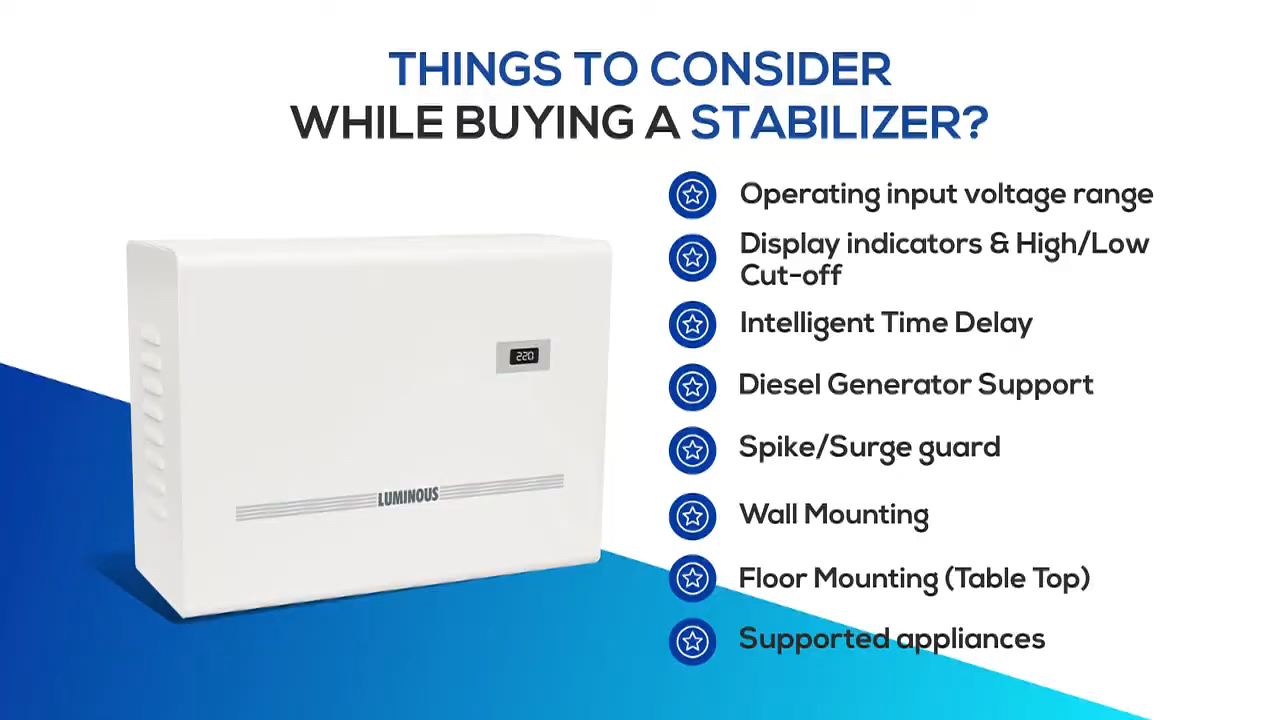 THINGS TO CONSIDER
WHILE BUYING A STABILIZER?
Operating input voltage range
Display indicators & High/Low
Cut-off
Intelligent Time Delay
220
Diesel Generator Support
Spike/Surge guard
LUMINOUS
Wall Mounting
Floor Mounting (Table Top)
Supported appliances